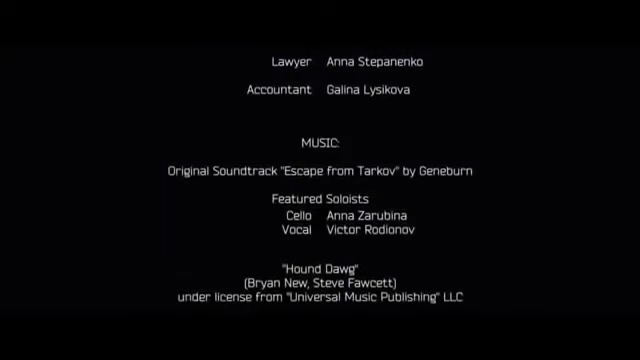 Lawyer Anna Stepanenko
Accountant Galina Lysikova
MUSIC:
Original Soundtrack "Escape from Tarkov" by Geneburn
Featured Soloists
Cello Anna Zarubina
Vocal Victor Rodionov
"Hound Dawg"
(Bryan New, Steve Fawcett)
under license from "Universal Music Publishing" LLC